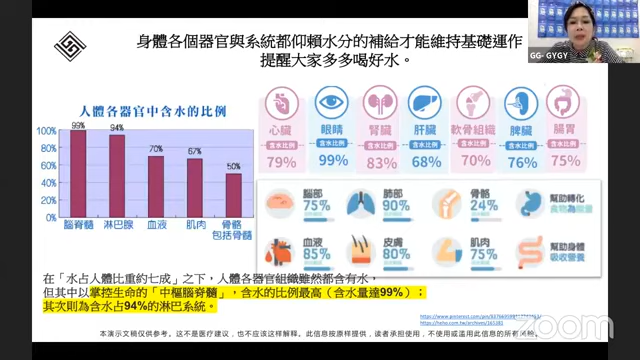 身體各個器官與系統都仰賴水分的補給才能維持基礎運作
提醒大家多多喝好水。
GG- GYGY
人體各器官中含水的比例
100%
80%
60%
40%
20%
0%
99%
94%
70%
67%
50%
腦脊髓
淋巴腺
血液
肌肉
骨骼
包括骨髓
心臟
含水比例
79%
眼睛
含水比例
99%
腎臟
含水比例
83%
肝臟
含水比例
68%
軟骨組織
含水比例
70%
脾臟
含水比例
76%
腸胃
含水比例
75%
腦部
75%
肺部
90%
骨骼
24%
幫助轉化
血液
85%
皮膚
80%
肌肉
75%
幫助身體
吸收營養
在「水占人體比重約七成」之下，人體各器官組織雖然都含有水，
但其中以掌控生命的「中樞腦脊髓」，含水的比例最高（含水量達99%）；
其次則為含水占94%的淋巴系統。
本演示文稿仅供参考。这不是医疗建议，也不应该这样解释。此信息按原样提供，读者承担使用，不使用或滥用此信息的所有风险。
zoom